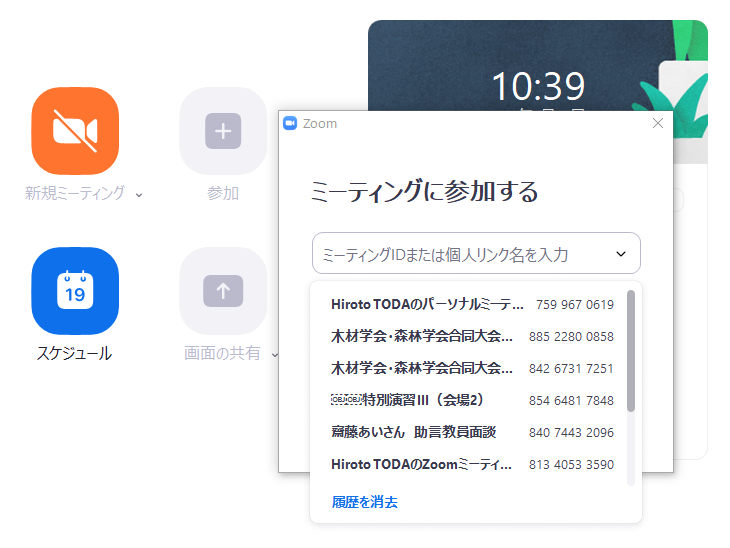 10:39
新規ミーティング
参加
19
スケジュール
画面の共有
Zoom
ミーティングに参加する
ミーティングIDまたは個人リンク名を入力
Hiroto TODAのパーソナルミーテ... 759 967 0619
木材学会・森林学会合同大会... 885 2280 0858
木材学会・森林学会合同大会... 842 6731 7251
特別演習Ⅲ（会場2） 854 6481 7848
齋藤あいさん 助言教員面談 840 7443 2096
Hiroto TODAのZoomミーティ... 813 4053 3590
履歴を消去